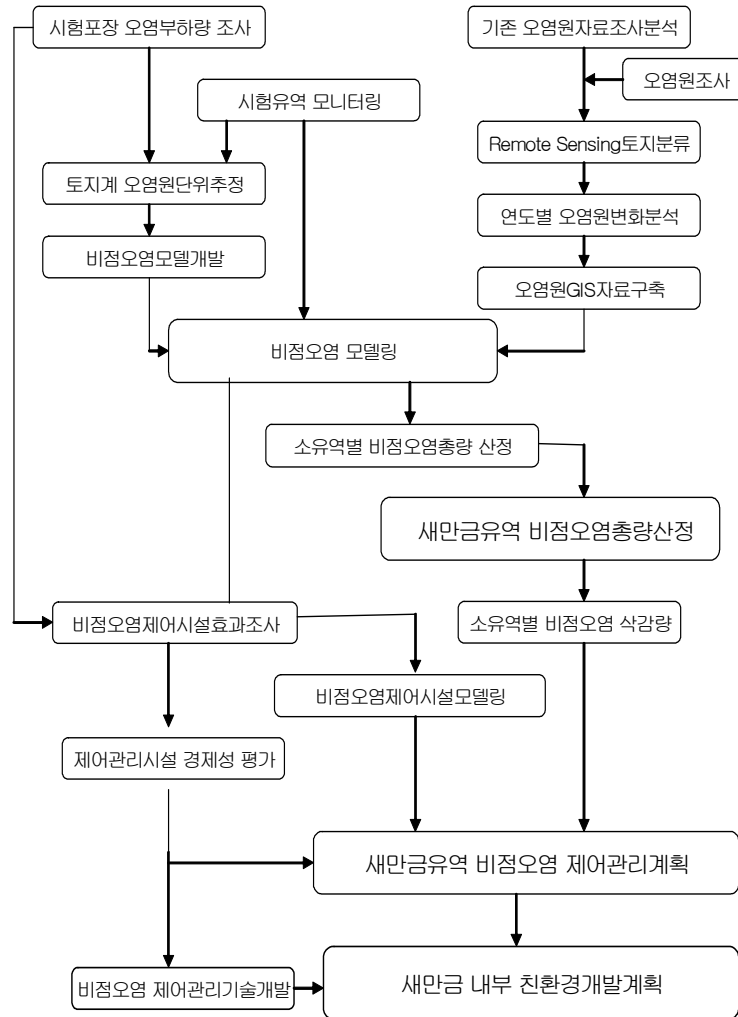 시험포장 오염부하량 조사
기존 오염원자료조사분석
오염원조사
시험유역 모니터링
Remote Sensing토지분류
토지계 오염원단위추정
연도별 오염원변화분석
비점오염모델개발
오염원GIS자료구축
비점오염 모델링
소유역별 비점오염총량 산정
새만금유역 비점오염총량산정
비점오염제어시설효과조사
소유역별 비점오염 삭감량
비점오염제어시설모델링
제어관리시설 경제성 평가
새만금유역 비점오염 제어관리계획
비점오염 제어관리기술개발
새만금 내부 친환경개발계획